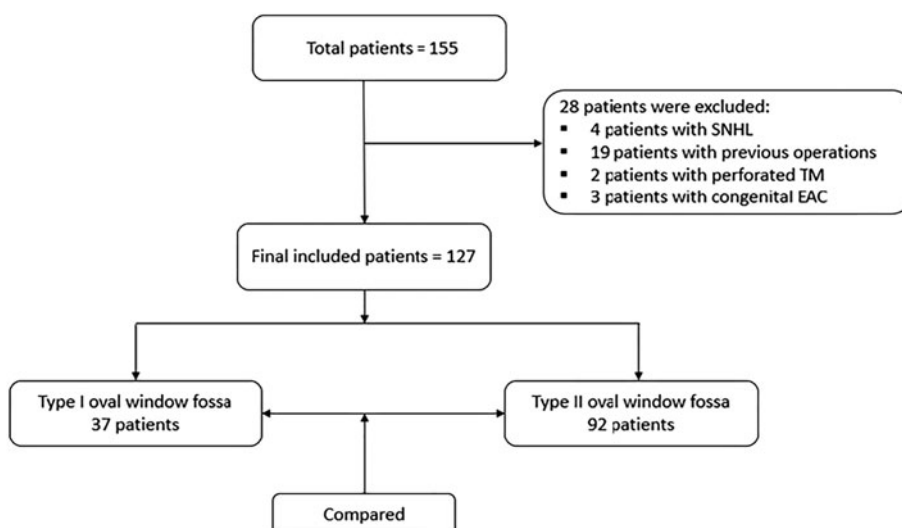 Total patients = 155
28 patients were excluded:
▪ 4 patients with SNHL
▪ 19 patients with previous operations
▪ 2 patients with perforated TM
▪ 3 patients with congenital EAC
Final included patients = 127
Type I oval window fossa
37 patients
Type II oval window fossa
92 patients
Compared